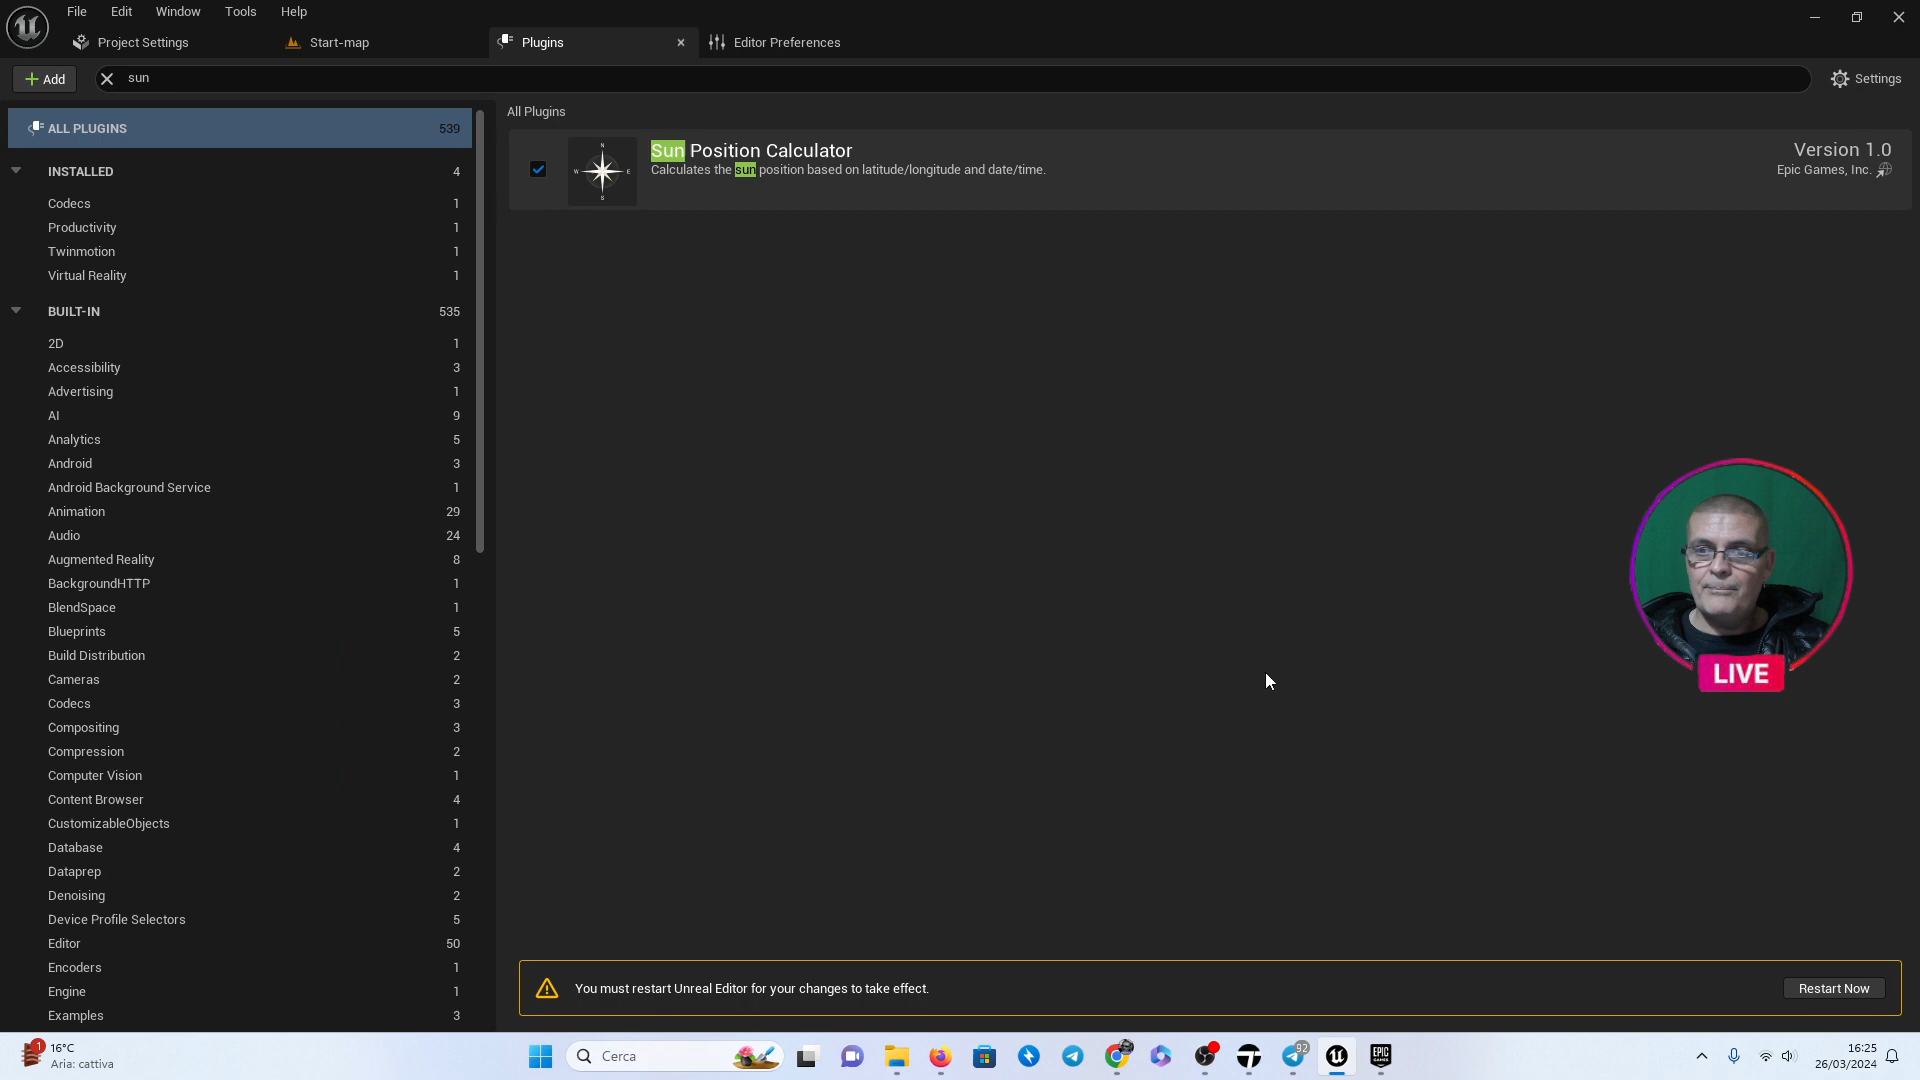 File Edit Window Tools Help
Project Settings Start-map Plugins Editor Preferences
Add sun Settings
ALL PLUGINS 539
INSTALLED 4
Codecs 1
Productivity 1
Twinmotion 1
Virtual Reality 1
BUILT-IN 535
2D 1
Accessibility 3
Advertising 1
AI 9
Analytics 5
Android 3
Android Background Service 1
Animation 29
Audio 24
Augmented Reality 8
BackgroundHTTP 1
BlendSpace 1
Blueprints 5
Build Distribution 2
Cameras 2
Codecs 3
Compositing 3
Compression 2
Computer Vision 1
Content Browser 4
CustomizableObjects 1
Database 4
Dataprep 2
Denoising 2
Device Profile Selectors 5
Editor 50
Encoders 1
Engine 1
Examples 3
All Plugins
N
W E
S
Sun Position Calculator
Calculates the sun position based on latitude/longitude and date/time.
Version 1.0
Epic Games, Inc.
LIVE
You must restart Unreal Editor for your changes to take effect. Restart Now
1
16°C
Aria: cattiva
Cerca
92
EPIC GAMES
16:25
26/03/2024